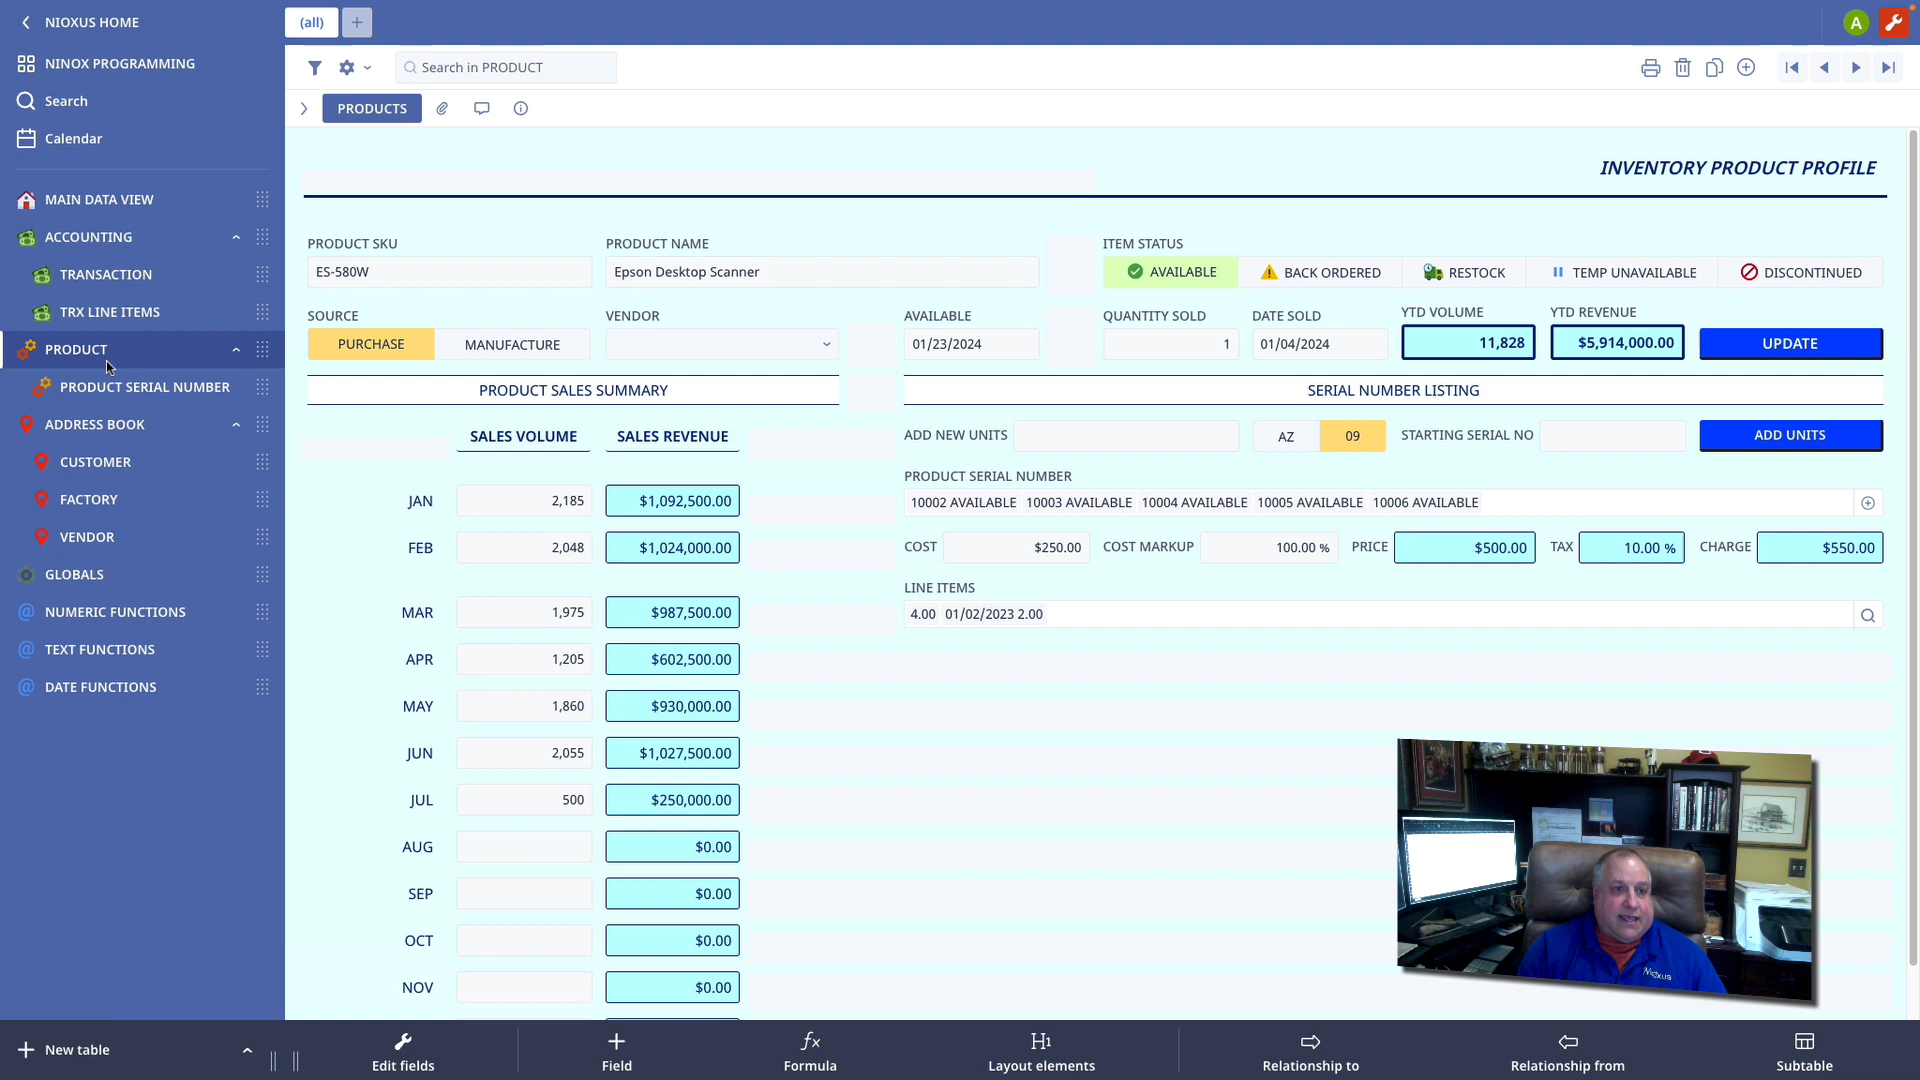 NIOXUS HOME
(all)
A
NINOX PROGRAMMING
Search in PRODUCT
Search
PRODUCTS
Calendar
INVENTORY PRODUCT PROFILE
MAIN DATA VIEW
ACCOUNTING
TRANSACTION
TRX LINE ITEMS
PRODUCT
PRODUCT SERIAL NUMBER
ADDRESS BOOK
CUSTOMER
FACTORY
VENDOR
GLOBALS
@ NUMERIC FUNCTIONS
@ TEXT FUNCTIONS
@ DATE FUNCTIONS
PRODUCT SKU PRODUCT NAME ITEM STATUS
ES-580W Epson Desktop Scanner AVAILABLE BACK ORDERED RESTOCK TEMP UNAVAILABLE DISCONTINUED
SOURCE VENDOR AVAILABLE QUANTITY SOLD DATE SOLD YTD VOLUME YTD REVENUE
PURCHASE MANUFACTURE 01/23/2024 1 01/04/2024 11,828 $5,914,000.00 UPDATE
PRODUCT SALES SUMMARY
SALES VOLUME SALES REVENUE
JAN 2,185 $1,092,500.00
FEB 2,048 $1,024,000.00
MAR 1,975 $987,500.00
APR 1,205 $602,500.00
MAY 1,860 $930,000.00
JUN 2,055 $1,027,500.00
JUL 500 $250,000.00
AUG $0.00
SEP $0.00
OCT $0.00
NOV $0.00
SERIAL NUMBER LISTING
ADD NEW UNITS AZ 09 STARTING SERIAL NO ADD UNITS
PRODUCT SERIAL NUMBER
10002 AVAILABLE 10003 AVAILABLE 10004 AVAILABLE 10005 AVAILABLE 10006 AVAILABLE
COST $250.00 COST MARKUP 100.00 % PRICE $500.00 TAX 10.00 % CHARGE $550.00
LINE ITEMS
4.00 01/02/2023 2.00
Nioxus
New table
Edit fields
Field
fx Formula
H1 Layout elements
Relationship to
Relationship from
Subtable